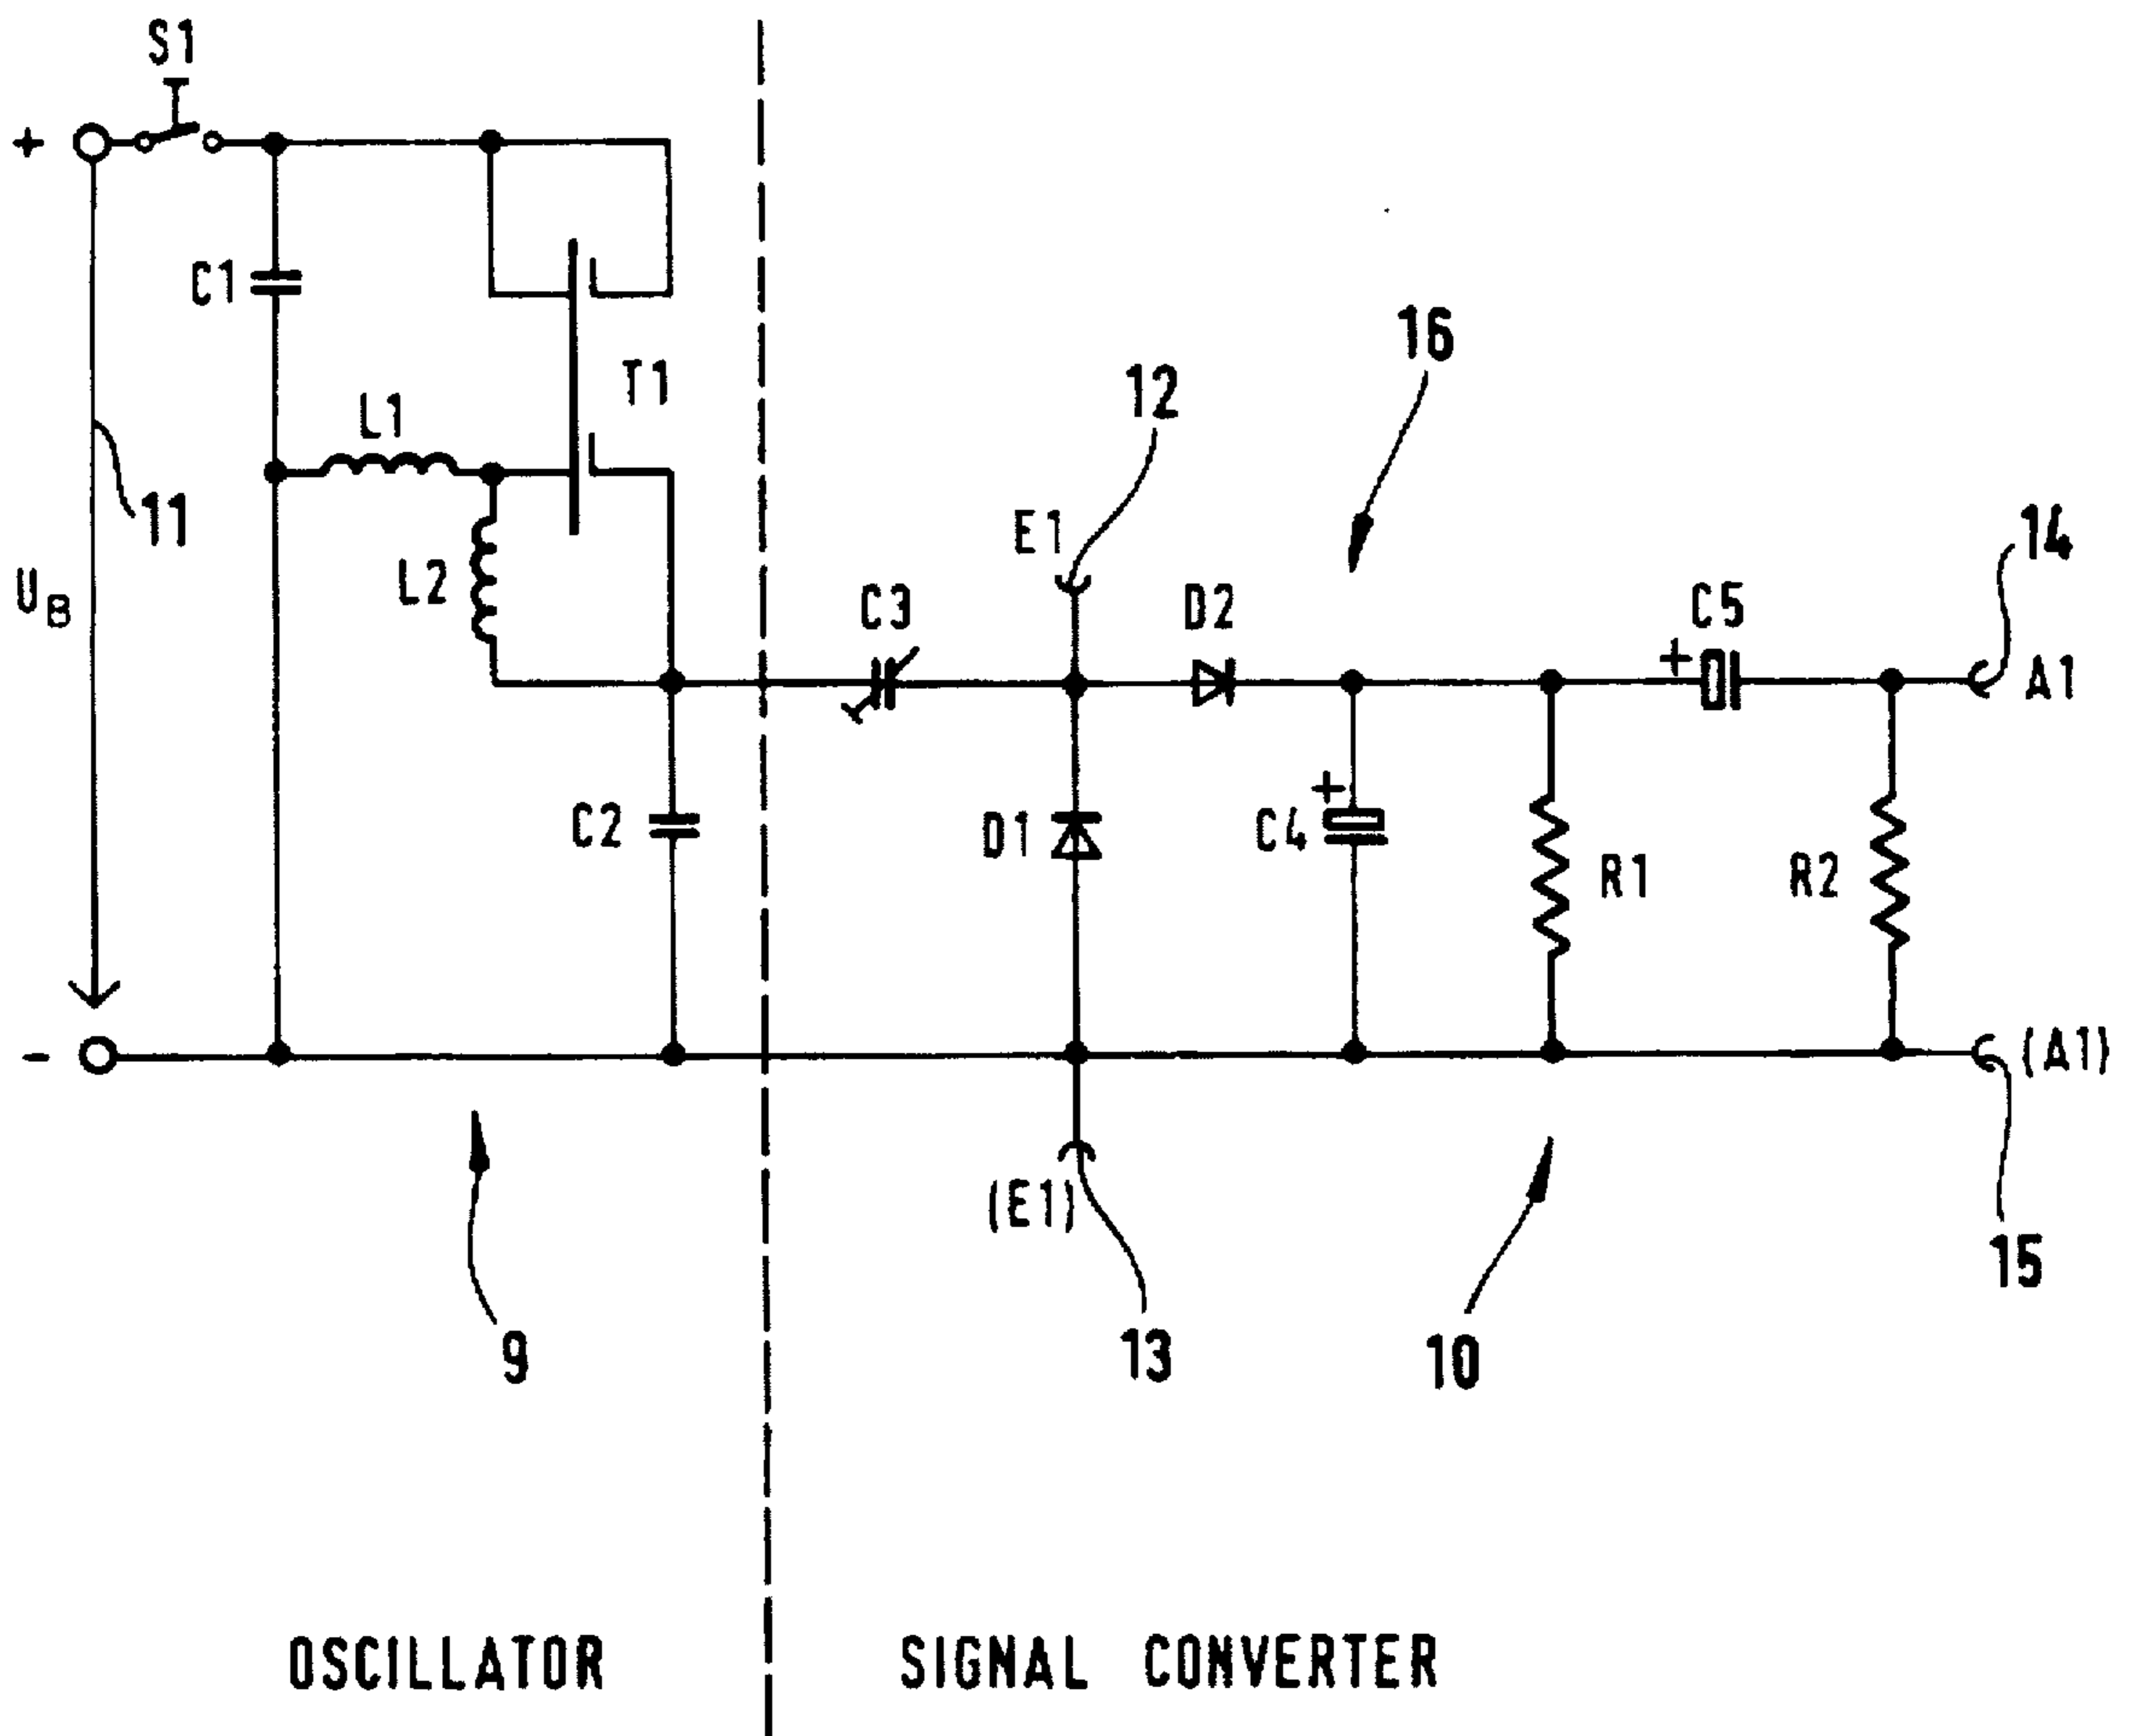 S1
+
C1
16
T1
12
L1
11
E1
14
L2
U B
C3
D2
C5
+
A1
+
C2
D1
C4
R1
R2
-
(A1)
(E1)
15
9
13
10
OSCILLATOR
SIGNAL CONVERTER